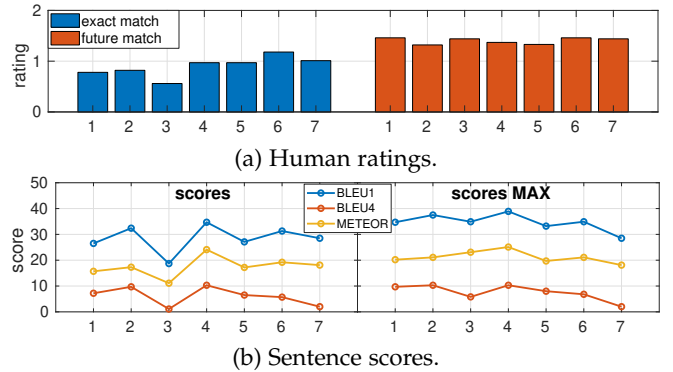 2
exact match
future match
rating
1
0
1 2 3 4 5 6 7 1 2 3 4 5 6 7
(a) Human ratings.
50
scores
BLEU1
scores MAX
40
BLEU4
METEOR
30
score
20
10
0
1 2 3 4 5 6 7 1 2 3 4 5 6 7
(b) Sentence scores.